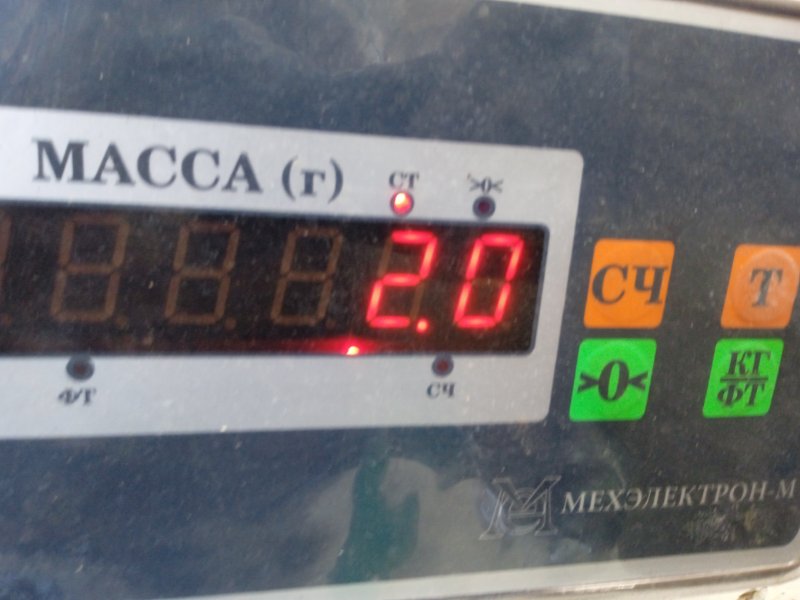 МАССА (г)
СТ >0<
2.0
ФТ СЧ
СЧ Т
>0< КГ
ФТ
МЕХЭЛЕКТРОН-М